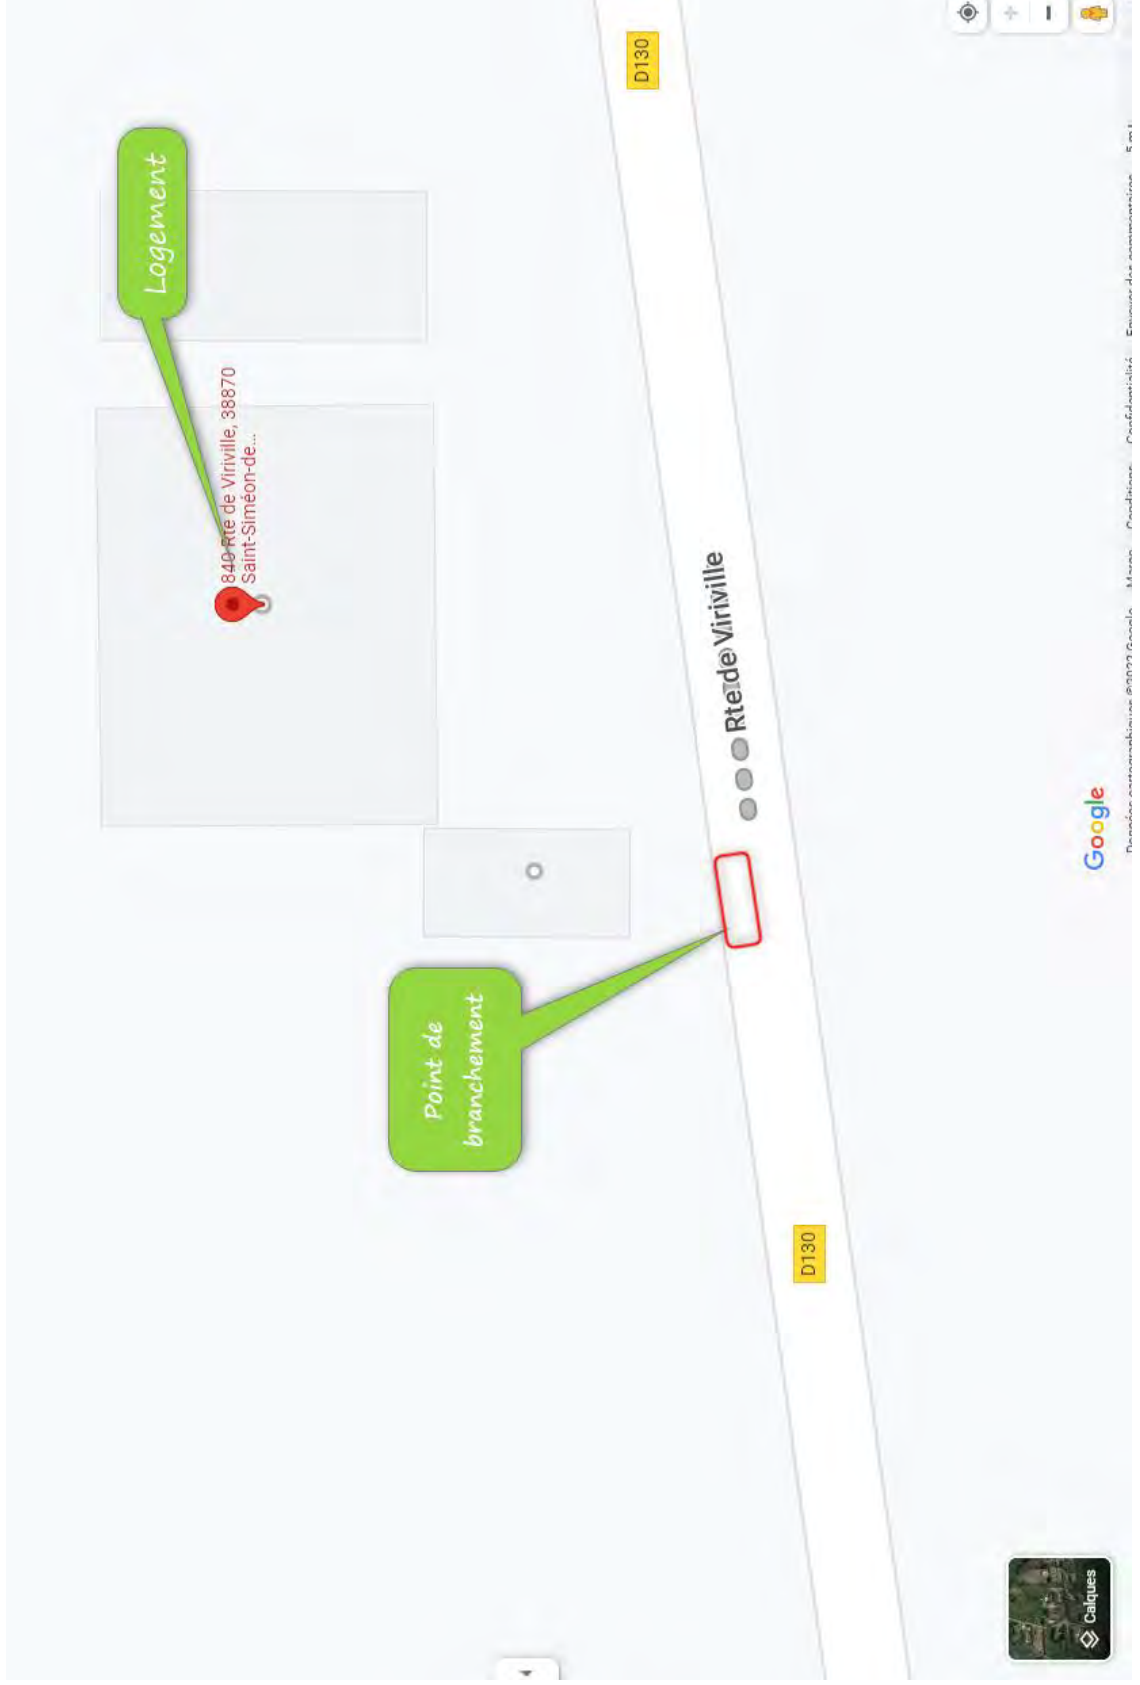 Logement
840 Rte de Viriville, 38870
Saint-Siméon-de...
Point de
branchement
D130
Rte de Viriville
D130
Calques
Google